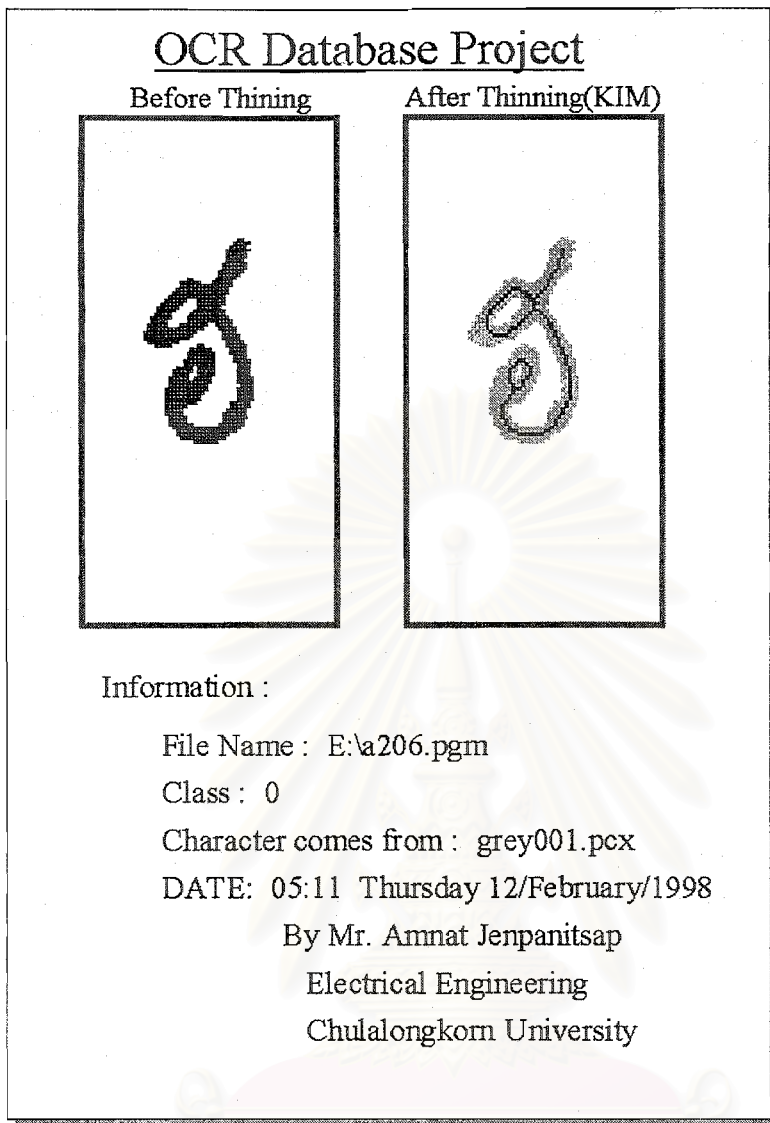 OCR Database Project
Before Thining After Thinning(KIM)
Information :
File Name : E:\a206.pgm
Class : 0
Character comes from : grey001.pcx
DATE: 05:11 Thursday 12/February/1998
By Mr. Amnat Jenpanitsap
Electrical Engineering
Chulalongkorn University